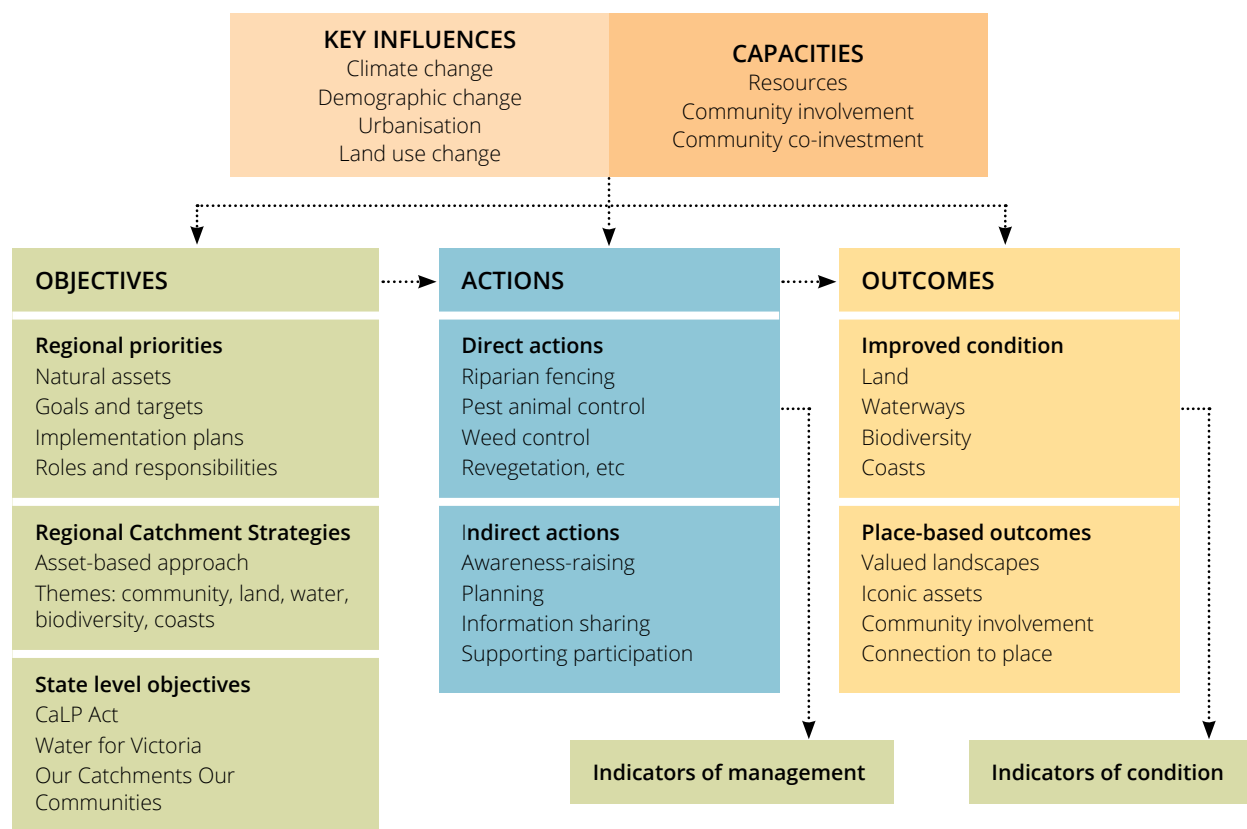 KEY INFLUENCES
Climate change
Demographic change
Urbanisation
Land use change
CAPACITIES
Resources
Community involvement
Community co-investment
OBJECTIVES
Regional priorities
Natural assets
Goals and targets
Implementation plans
Roles and responsibilities
Regional Catchment Strategies
Asset-based approach
Themes: community, land, water,
biodiversity, coasts
State level objectives
CaLP Act
Water for Victoria
Our Catchments Our
Communities
ACTIONS
Direct actions
Riparian fencing
Pest animal control
Weed control
Revegetation, etc
Indirect actions
Awareness-raising
Planning
Information sharing
Supporting participation
OUTCOMES
Improved condition
Land
Waterways
Biodiversity
Coasts
Place-based outcomes
Valued landscapes
Iconic assets
Community involvement
Connection to place
Indicators of management
Indicators of condition